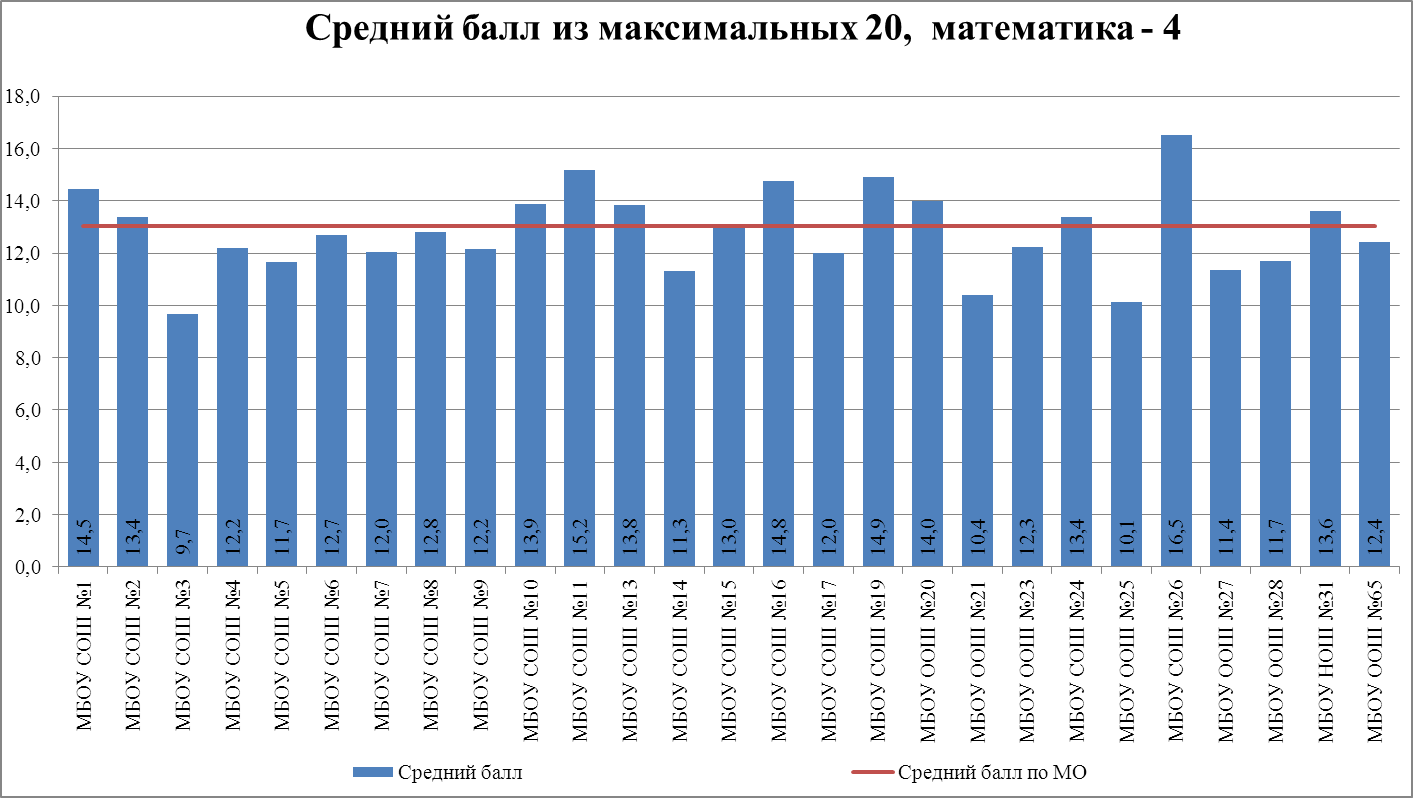 Средний балл из максимальных 20, математика - 4
18,0
16,0
14,0
12,0
10,0
8,0
6,0
4,0
2,0
0,0
14,5
13,4
9,7
12,2
11,7
12,7
12,0
12,8
12,2
13,9
15,2
13,8
11,3
13,0
14,8
12,0
14,9
14,0
10,4
12,3
13,4
10,1
16,5
11,4
11,7
13,6
12,4
МБОУ СОШ №1
МБОУ СОШ №2
МБОУ СОШ №3
МБОУ СОШ №4
МБОУ СОШ №5
МБОУ СОШ №6
МБОУ СОШ №7
МБОУ СОШ №8
МБОУ СОШ №9
МБОУ СОШ №10
МБОУ СОШ №11
МБОУ СОШ №13
МБОУ СОШ №14
МБОУ СОШ №15
МБОУ СОШ №16
МБОУ СОШ №17
МБОУ СОШ №19
МБОУ ООШ №20
МБОУ ООШ №21
МБОУ ООШ №23
МБОУ СОШ №24
МБОУ ООШ №25
МБОУ СОШ №26
МБОУ ООШ №27
МБОУ ООШ №28
МБОУ НОШ №31
МБОУ ООШ №65
Средний балл
Средний балл по МО